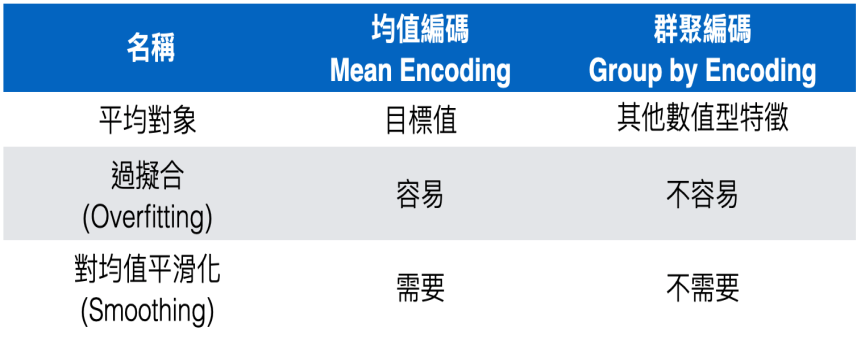 名稱
均值編碼
Mean Encoding
群聚編碼
Group by Encoding
平均對象
目標值
其他數值型特徵
過擬合
(Overfitting)
容易
不容易
對均值平滑化
(Smoothing)
需要
不需要